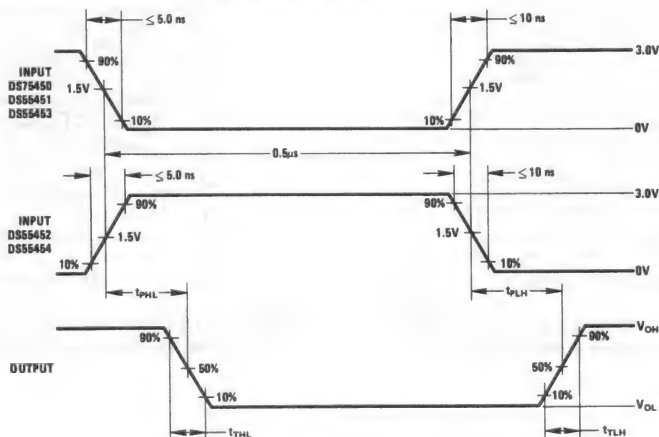 ≤ 5.0 ns
≤ 10 ns
INPUT
DS75450
DS55451
DS55453
90%
1.5V
10%
90%
1.5V
10%
3.0V
0V
0.5μs
≤ 5.0 ns
≤ 10 ns
INPUT
DS55452
DS55454
90%
1.5V
10%
90%
1.5V
10%
3.0V
0V
tPHL
tPLH
OUTPUT
90%
50%
10%
90%
50%
10%
VOH
VOL
tTHL
tTLH